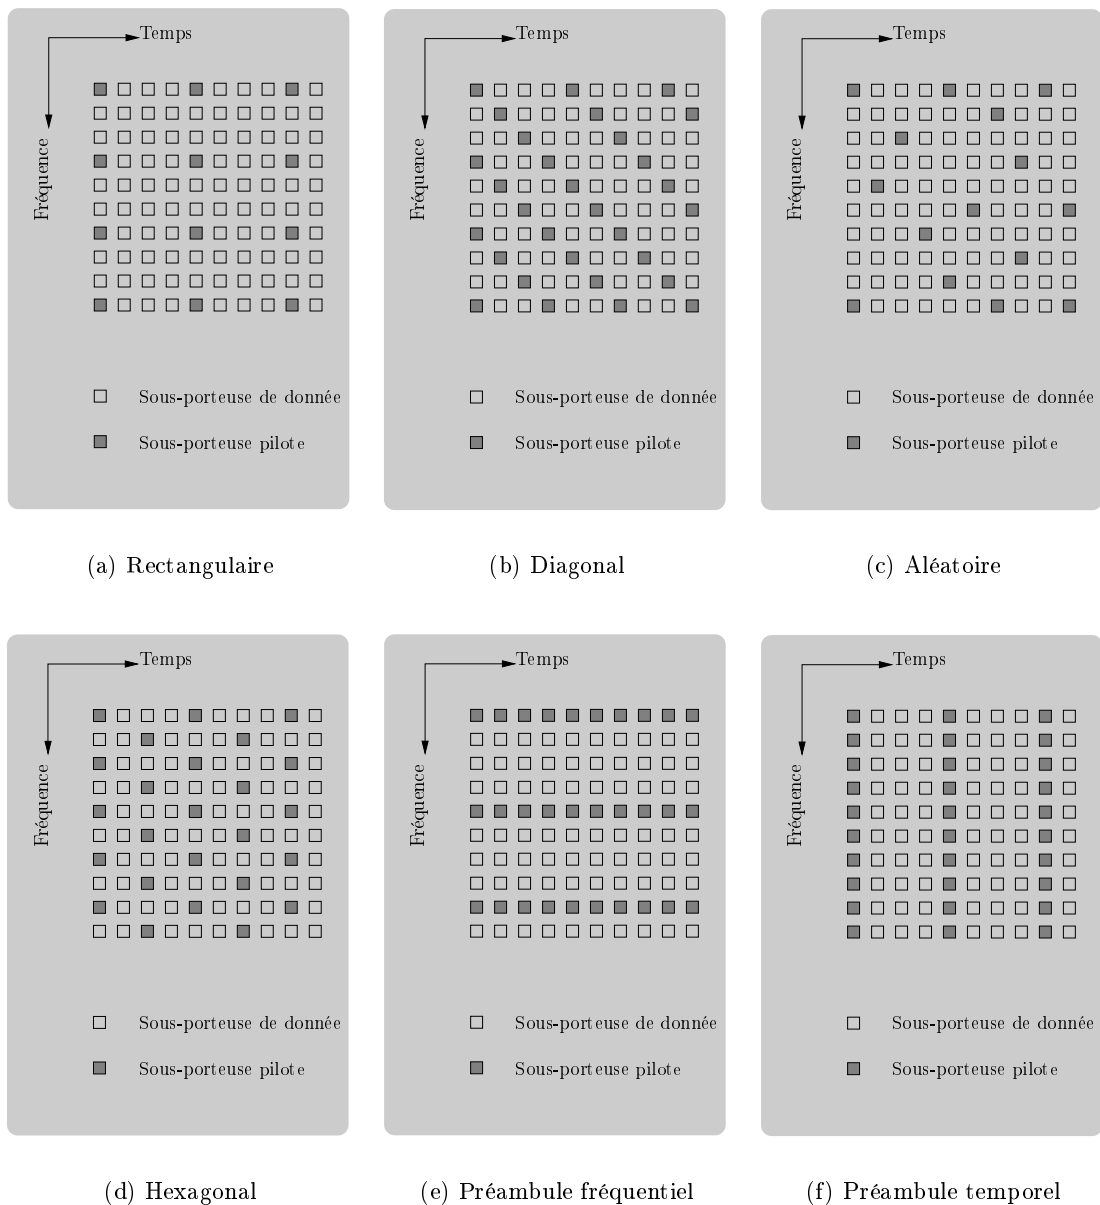 Temps
Fréquence
Sous-porteuse de donnée
Sous-porteuse pilote
(a) Rectangulaire
Temps
Fréquence
Sous-porteuse de donnée
Sous-porteuse pilote
(b) Diagonal
Temps
Fréquence
Sous-porteuse de donnée
Sous-porteuse pilote
(c) Aléatoire
Temps
Fréquence
Sous-porteuse de donnée
Sous-porteuse pilote
(d) Hexagonal
Temps
Fréquence
Sous-porteuse de donnée
Sous-porteuse pilote
(e) Préambule fréquentiel
Temps
Fréquence
Sous-porteuse de donnée
Sous-porteuse pilote
(f) Préambule temporel